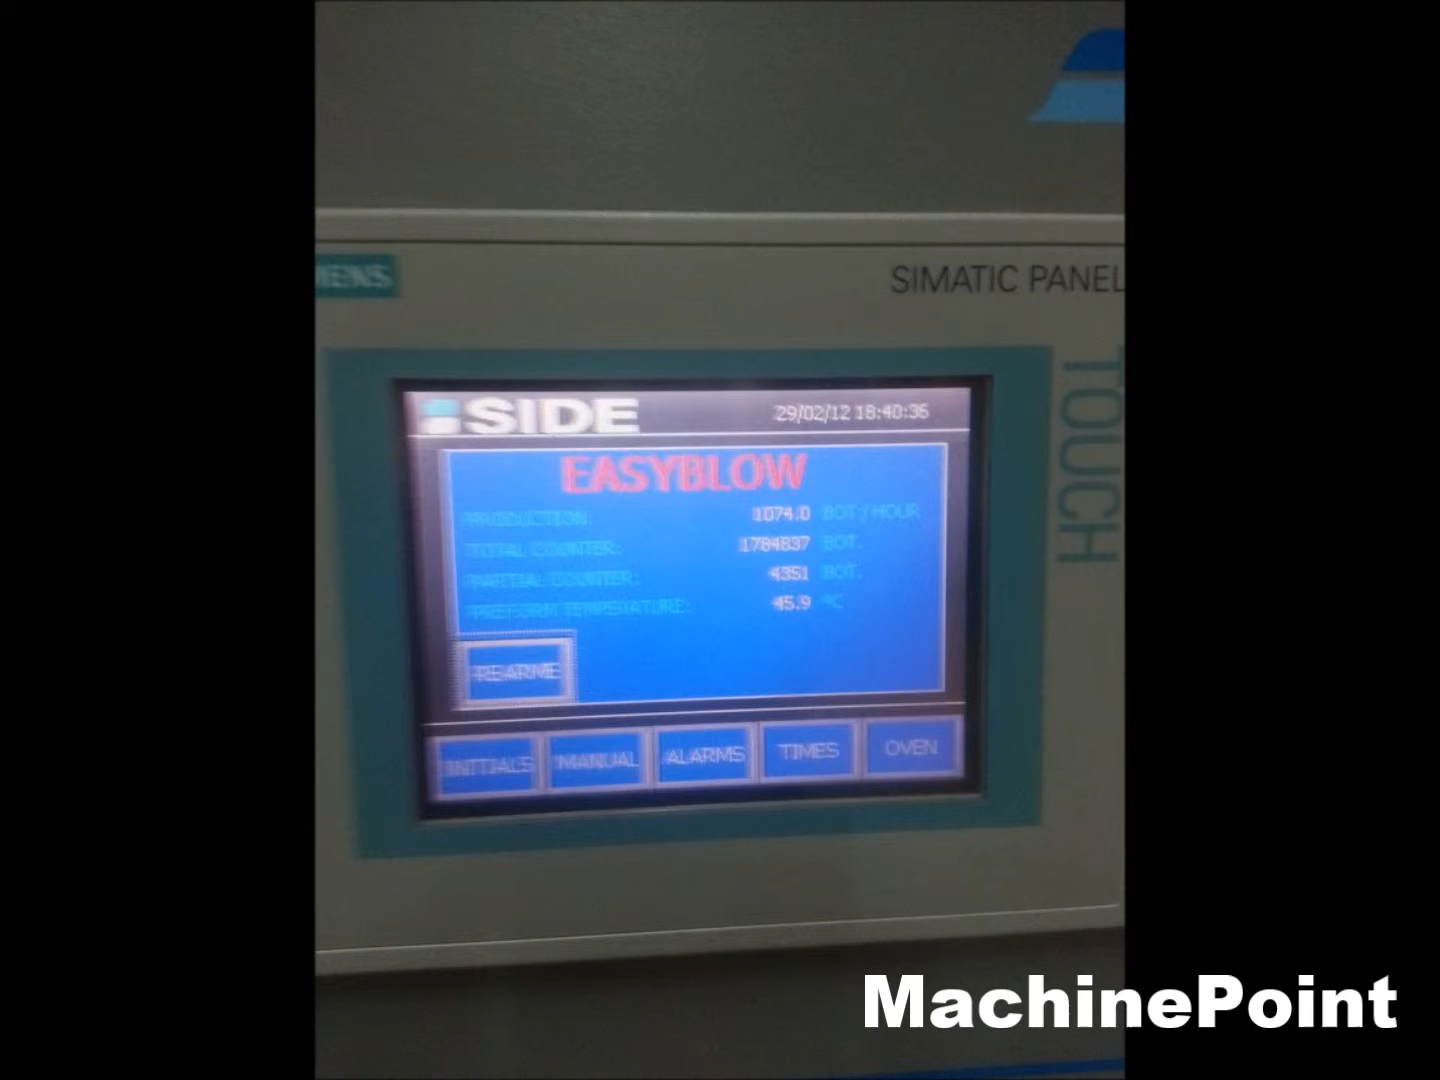 IEMENS
SIMATIC PANEL
TOUCH
SIDE
29/02/12 18:40:35
EASYBLOW
PRODUCTION: 1074.0 BOT / HOUR
TOTAL COUNTER: 1784837 BOT.
PARTIAL COUNTER: 4351 BOT.
PREFORM TEMPERATURE: 45.9 ºC
REARME
INITIALS MANUAL ALARMS TIMES OVEN
MachinePoint